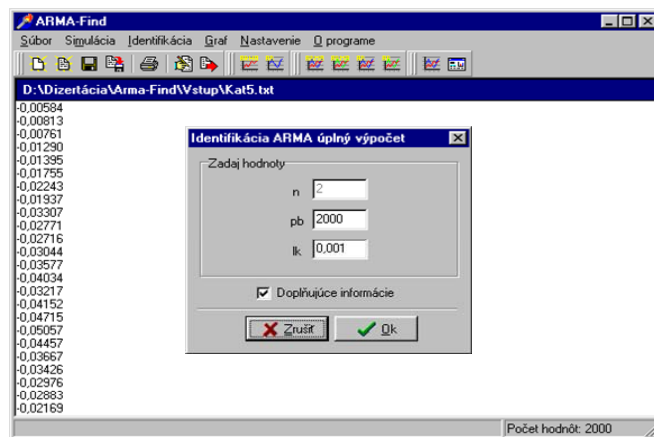 ARMA-Find
Súbor Simulácia Identifikácia Graf Nastavenie O programe
D:\Dizertácia\Arma-Find\Vstup\Kat5.txt
-0,00584
-0,00813
-0,00761
-0,01290
-0,01395
-0,01755
-0,02243
-0,01937
-0,03307
-0,02771
-0,02716
-0,03044
-0,03577
-0,04034
-0,03217
-0,04152
-0,04715
-0,05057
-0,04457
-0,03667
-0,03426
-0,02976
-0,02883
-0,02169
Identifikácia ARMA úplný výpočet
Zadaj hodnoty
n 2
pb 2000
lk 0,001
Doplňujúce informácie
Zrušiť Ok
Počet hodnôt: 2000